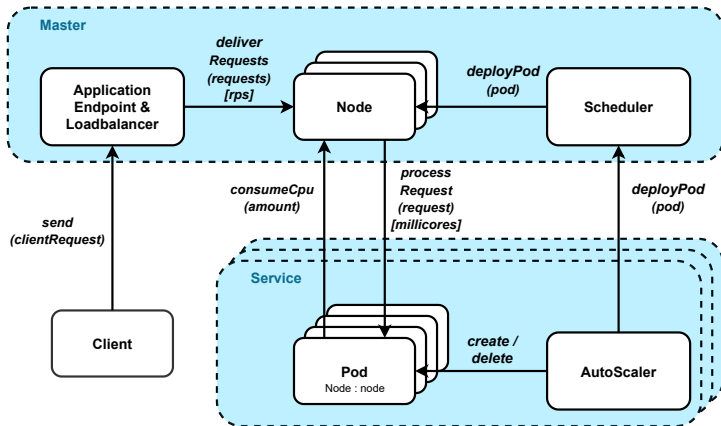 Master
deliver
Requests
(requests)
[rps]
Application
Endpoint &
Loadbalancer
Node
deployPod
(pod)
Scheduler
send
(clientRequest)
consumeCpu
(amount)
process
Request
(request)
[millicores]
deployPod
(pod)
Service
Client
Pod
Node : node
create /
delete
AutoScaler